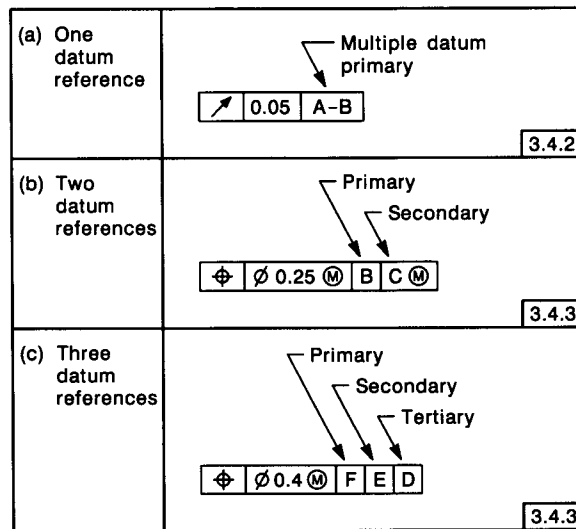 (a) One datum reference
Multiple datum primary
↗ 0.05 A-B
3.4.2
(b) Two datum references
Primary
Secondary
⌖ Ø 0.25 Ⓜ B C Ⓜ
3.4.3
(c) Three datum references
Primary
Secondary
Tertiary
⌖ Ø 0.4 Ⓜ F E D
3.4.3